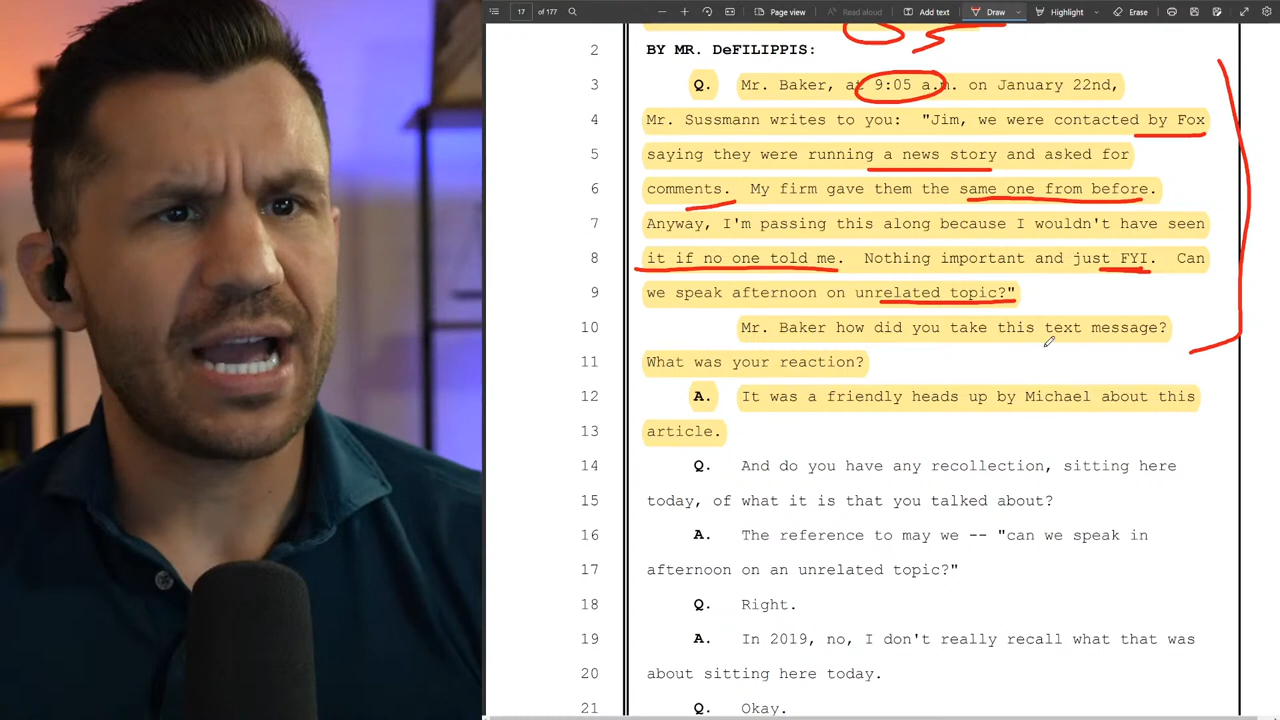 17 of 177 Page view Read aloud Add text Draw Highlight Erase
2 BY MR. DeFILIPPIS:
3 Q. Mr. Baker, at 9:05 a.m. on January 22nd,
4 Mr. Sussmann writes to you: "Jim, we were contacted by Fox
5 saying they were running a news story and asked for
6 comments. My firm gave them the same one from before.
7 Anyway, I'm passing this along because I wouldn't have seen
8 it if no one told me. Nothing important and just FYI. Can
9 we speak afternoon on unrelated topic?"
10 Mr. Baker how did you take this text message?
11 What was your reaction?
12 A. It was a friendly heads up by Michael about this
13 article.
14 Q. And do you have any recollection, sitting here
15 today, of what it is that you talked about?
16 A. The reference to may we -- "can we speak in
17 afternoon on an unrelated topic?"
18 Q. Right.
19 A. In 2019, no, I don't really recall what that was
20 about sitting here today.
21 Q. Okay.